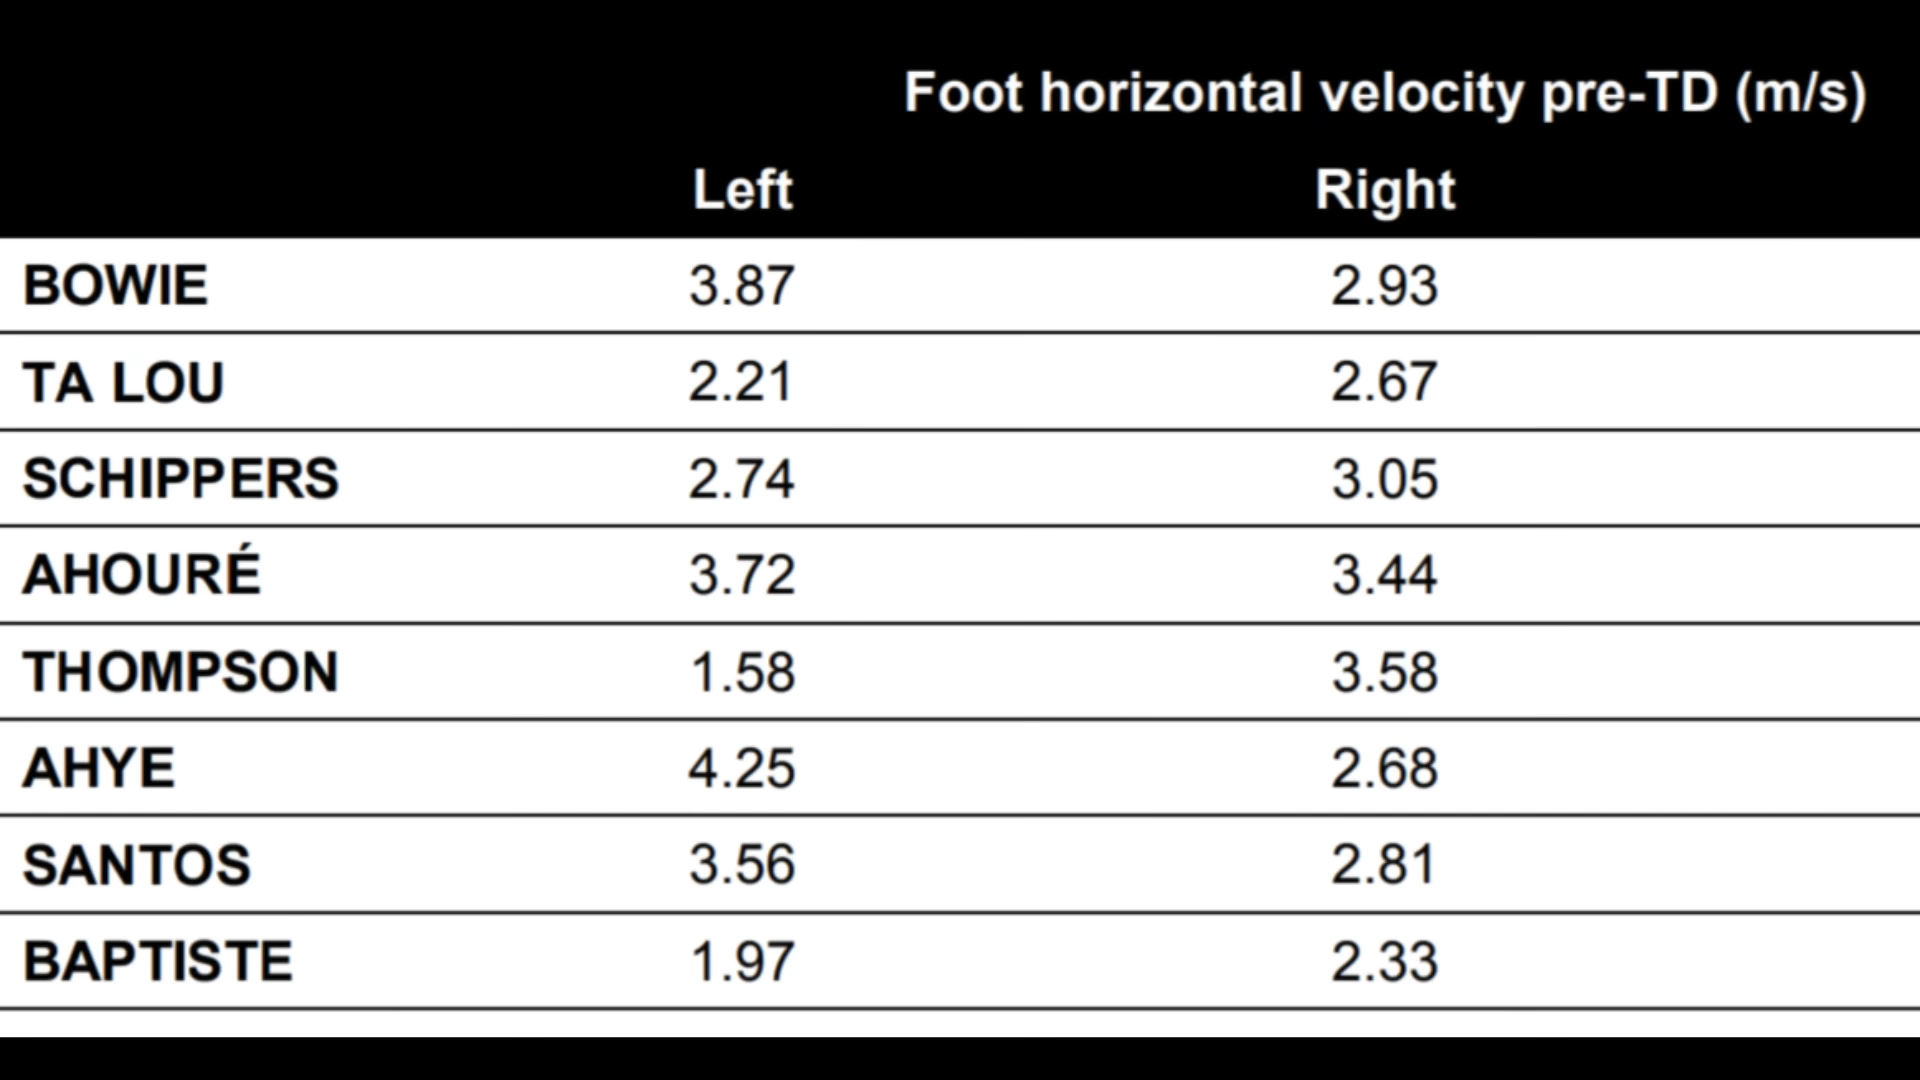 Foot horizontal velocity pre-TD (m/s)
Left Right
BOWIE 3.87 2.93
TA LOU 2.21 2.67
SCHIPPERS 2.74 3.05
AHOURÉ 3.72 3.44
THOMPSON 1.58 3.58
AHYE 4.25 2.68
SANTOS 3.56 2.81
BAPTISTE 1.97 2.33